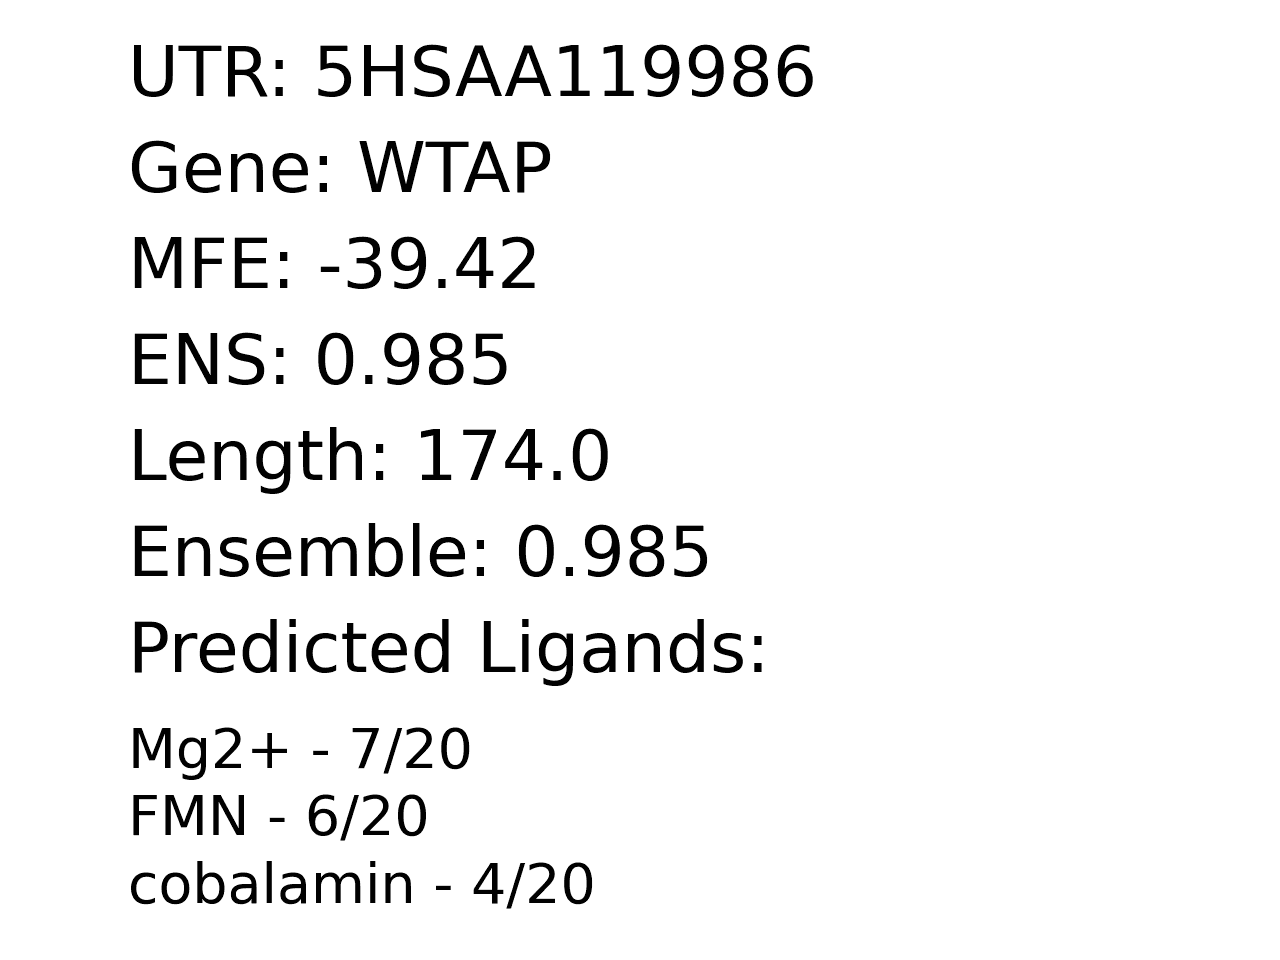 UTR: 5HSAA119986
Gene: WTAP
MFE: -39.42
ENS: 0.985
Length: 174.0
Ensemble: 0.985
Predicted Ligands:
Mg2+ - 7/20
FMN - 6/20
cobalamin - 4/20